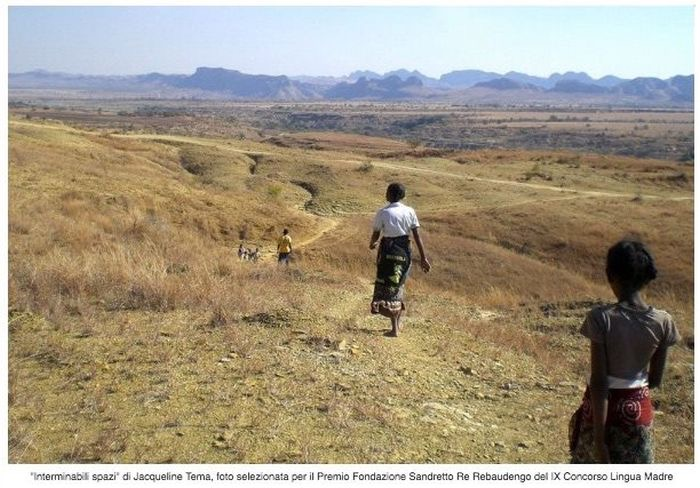 "Interminabili spazi" di Jacqueline Tema, foto selezionata per il Premio Fondazione Sandretto Re Rebaudengo del IX Concorso Lingua Madre